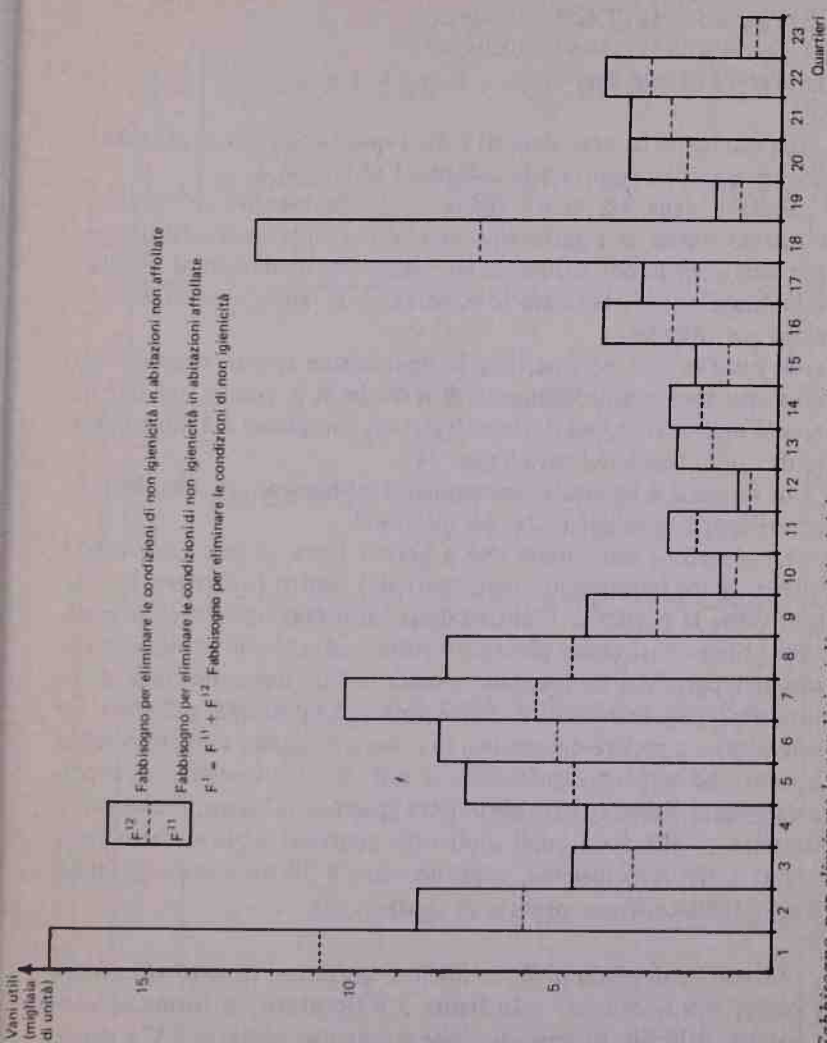 Vani utili
(migliaia
di unità)
15
10
5
F¹²
F¹¹
Fabbisogno per eliminare le condizioni di non igienicità in abitazioni non affollate
Fabbisogno per eliminare le condizioni di non igienicità in abitazioni affollate
F¹ = F¹¹ + F¹² Fabbisogno per eliminare le condizioni di non igienicità
1 2 3 4 5 6 7 8 9 10 11 12 13 14 15 16 17 18 19 20 21 22 23
Quartieri